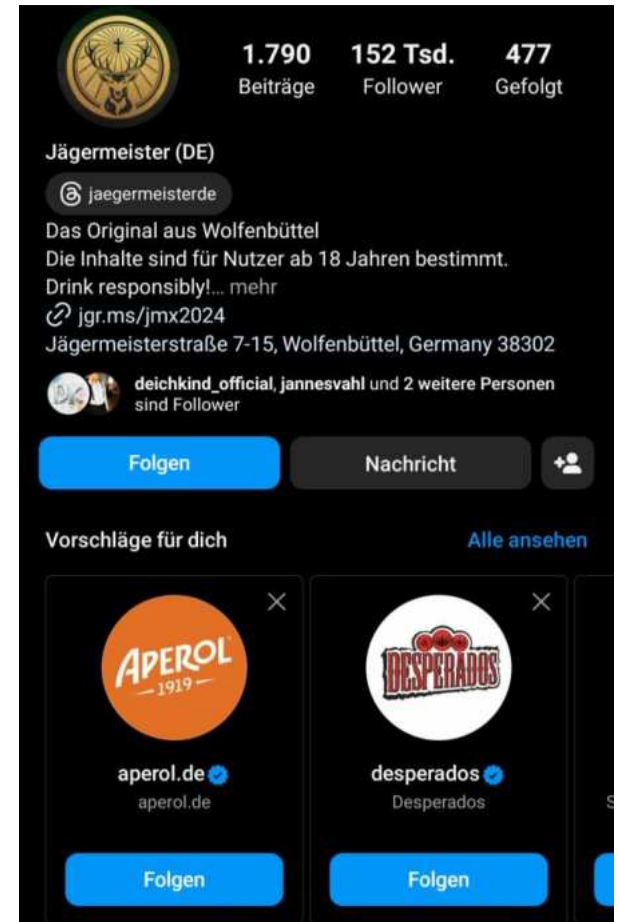 1.790 152 Tsd. 477
Beiträge Follower Gefolgt
Jägermeister (DE)
jaegermeisterde
Das Original aus Wolfenbüttel
Die Inhalte sind für Nutzer ab 18 Jahren bestimmt.
Drink responsibly!... mehr
jgr.ms/jmx2024
Jägermeisterstraße 7-15, Wolfenbüttel, Germany 38302
deichkind_official, jannesvahl und 2 weitere Personen
sind Follower
Folgen Nachricht
Vorschläge für dich Alle ansehen
APEROL
1919
DESPERADOS
aperol.de desperados
aperol.de Desperados
S
Folgen Folgen